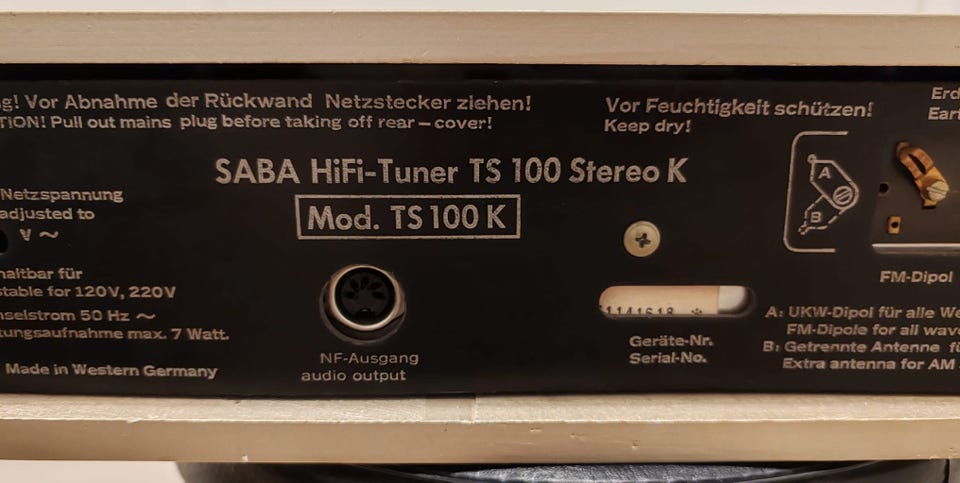 g! Vor Abnahme der Rückwand Netzstecker ziehen!
TION! Pull out mains plug before taking off rear – cover!
Vor Feuchtigkeit schützen!
Keep dry!
Erd
Eart
SABA HiFi-Tuner TS 100 Stereo K
Mod. TS 100 K
Netzspannung
adjusted to
V ~
haltbar für
stable for 120V, 220V
hselstrom 50 Hz ~
tungsaufnahme max. 7 Watt.
Made in Western Germany
NF-Ausgang
audio output
Geräte-Nr.
Serial-No.
A
B
FM-Dipol
A: UKW-Dipol für alle We
FM-Dipole for all wav
B: Getrennte Antenne fü
Extra antenna for AM